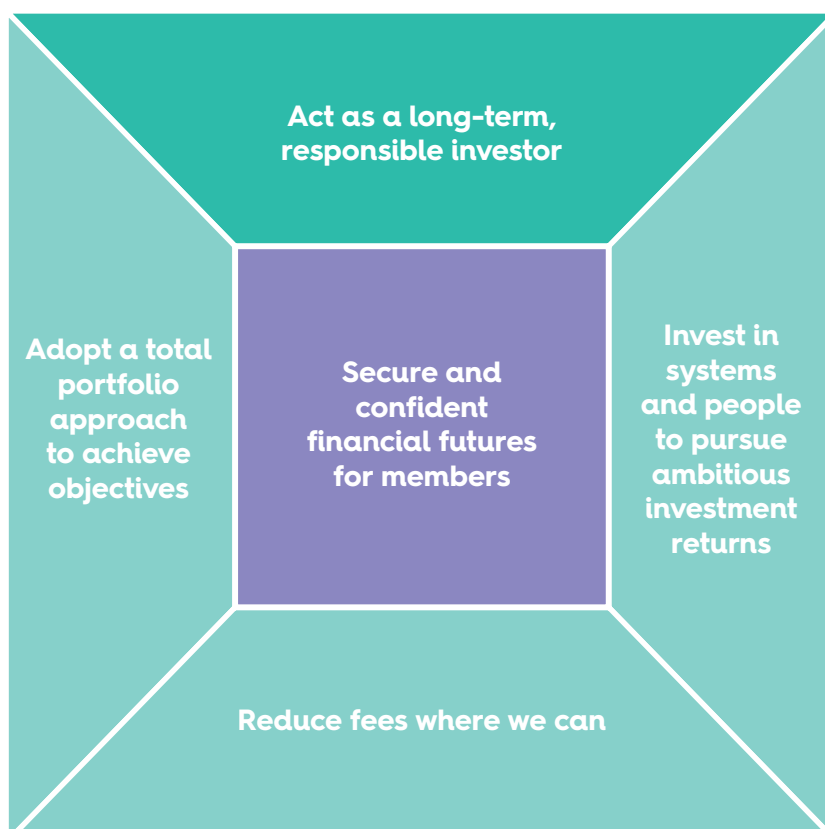 Act as a long-term,
responsible investor
Adopt a total
portfolio
approach
to achieve
objectives
Secure and
confident
financial futures
for members
Invest in
systems
and people
to pursue
ambitious
investment
returns
Reduce fees where we can